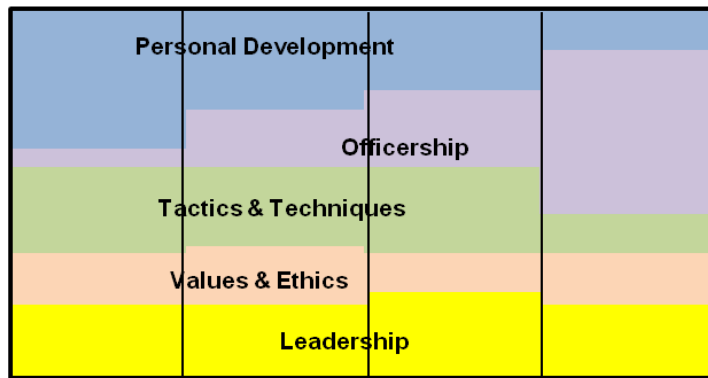 Personal Development
Officership
Tactics & Techniques
Values & Ethics
Leadership